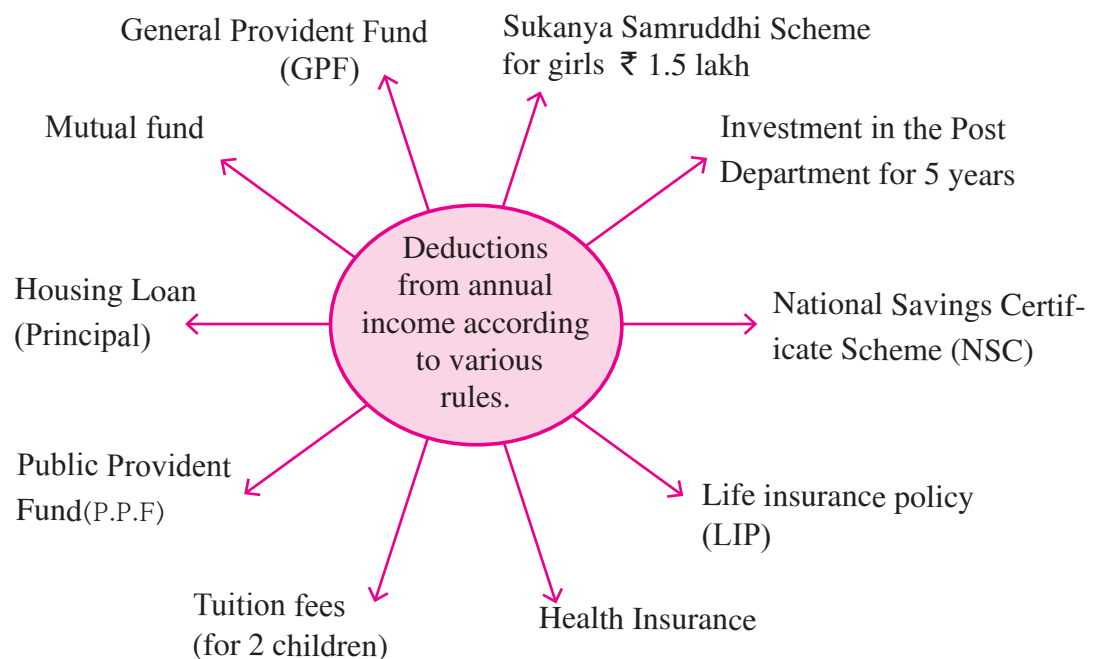 General Provident Fund
(GPF)
Sukanya Samruddhi Scheme
for girls ₹ 1.5 lakh
Mutual fund
Investment in the Post
Department for 5 years
Deductions
from annual
income according
to various
rules.
Housing Loan
(Principal)
National Savings Certif-
icate Scheme (NSC)
Public Provident
Fund(P.P.F)
Life insurance policy
(LIP)
Tuition fees
(for 2 children)
Health Insurance